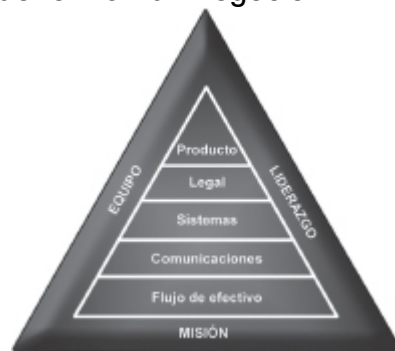 Producto
Legal
EQUIPO
LIDERAZGO
Sistemas
Comunicaciones
Flujo de efectivo
MISIÓN